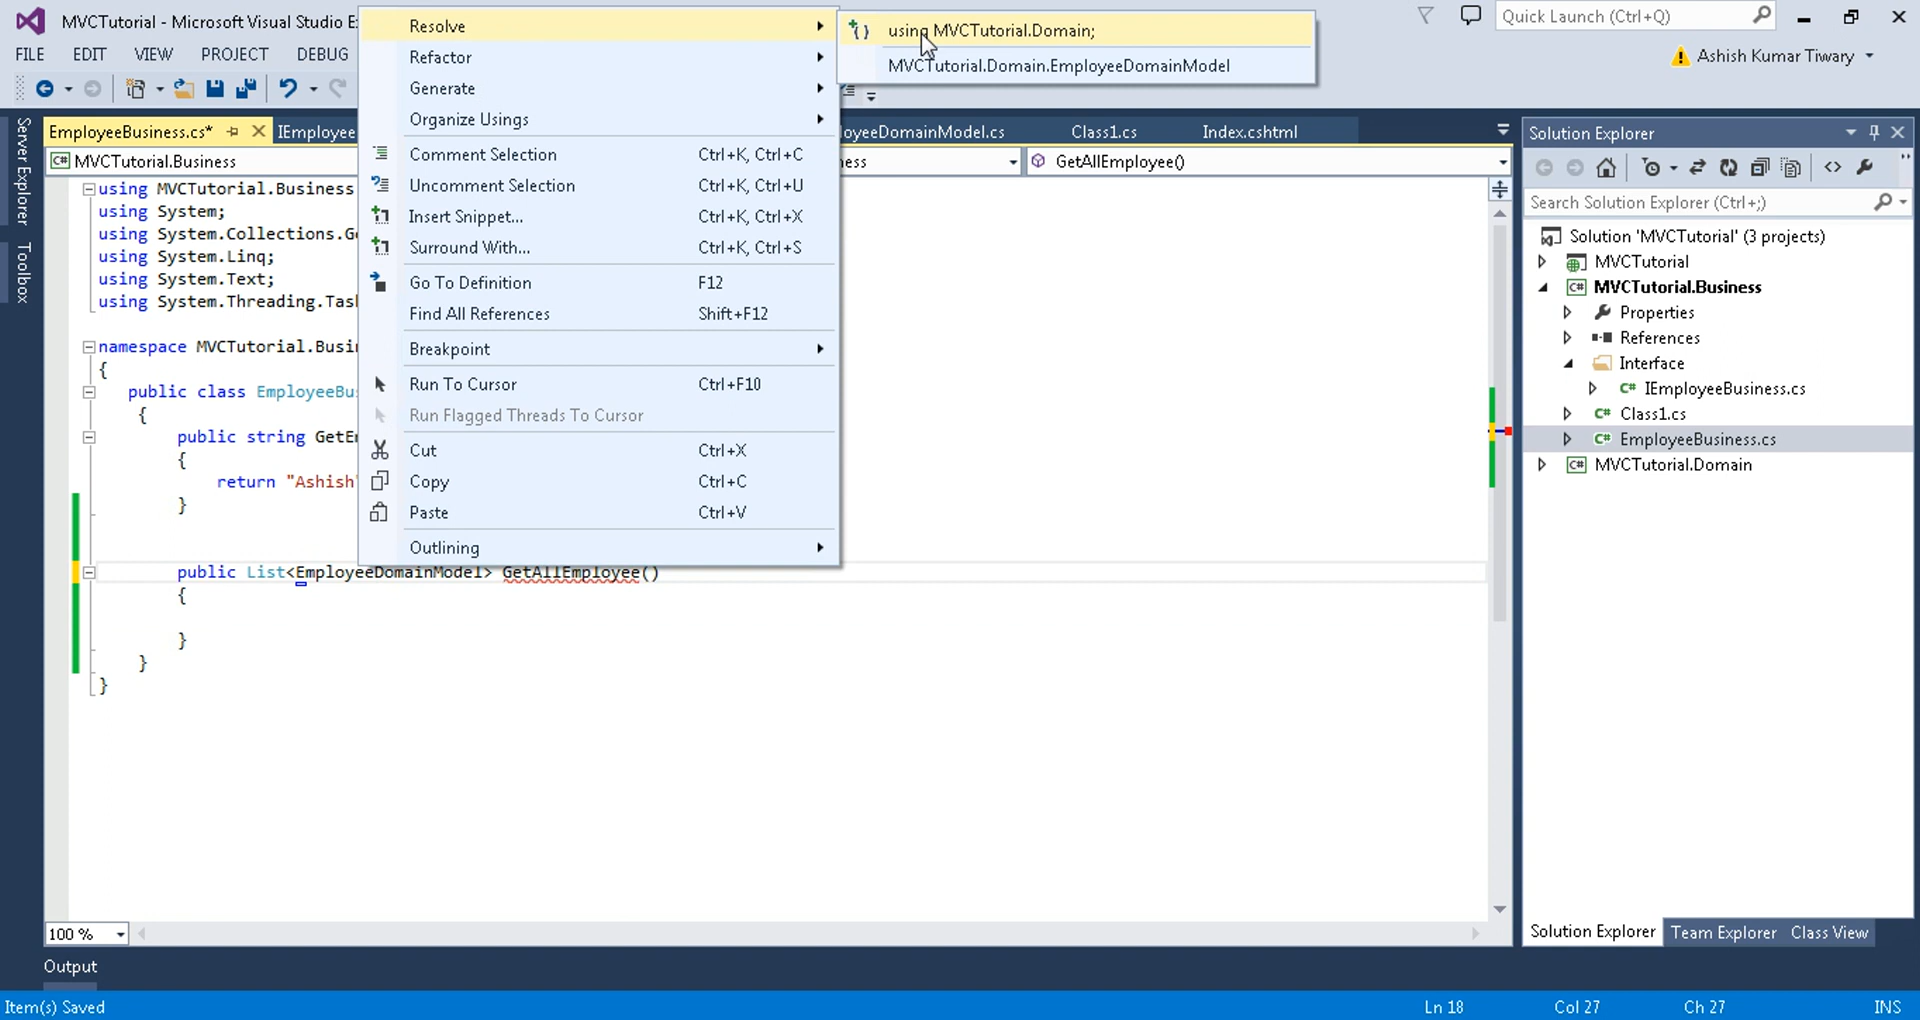 MVCTutorial - Microsoft Visual Studio E
Quick Launch (Ctrl+Q)
FILE EDIT VIEW PROJECT DEBUG
Ashish Kumar Tiwary
Resolve
Refactor
Generate
Organize Usings
Comment Selection Ctrl+K, Ctrl+C
Uncomment Selection Ctrl+K, Ctrl+U
Insert Snippet... Ctrl+K, Ctrl+X
Surround With... Ctrl+K, Ctrl+S
Go To Definition F12
Find All References Shift+F12
Breakpoint
Run To Cursor Ctrl+F10
Run Flagged Threads To Cursor
Cut Ctrl+X
Copy Ctrl+C
Paste Ctrl+V
Outlining
using MVCTutorial.Domain;
MVCTutorial.Domain.EmployeeDomainModel
Server Explorer
Toolbox
EmployeeBusiness.cs* IEmployee loyeeDomainModel.cs Class1.cs Index.cshtml
MVCTutorial.Business ess GetAllEmployee()
using MVCTutorial.Business
using System;
using System.Collections.Ge
using System.Linq;
using System.Text;
using System.Threading.Task
namespace MVCTutorial.Busin
{
public class EmployeeBus
{
public string GetEm
{
return "Ashish"
}
public List<EmployeeDomainModel> GetAllEmployee()
{
}
}
}
100 %
Solution Explorer
Search Solution Explorer (Ctrl+;)
Solution 'MVCTutorial' (3 projects)
MVCTutorial
C# MVCTutorial.Business
Properties
References
Interface
C# IEmployeeBusiness.cs
C# Class1.cs
C# EmployeeBusiness.cs
C# MVCTutorial.Domain
Solution Explorer Team Explorer Class View
Output
Item(s) Saved Ln 18 Col 27 Ch 27 INS